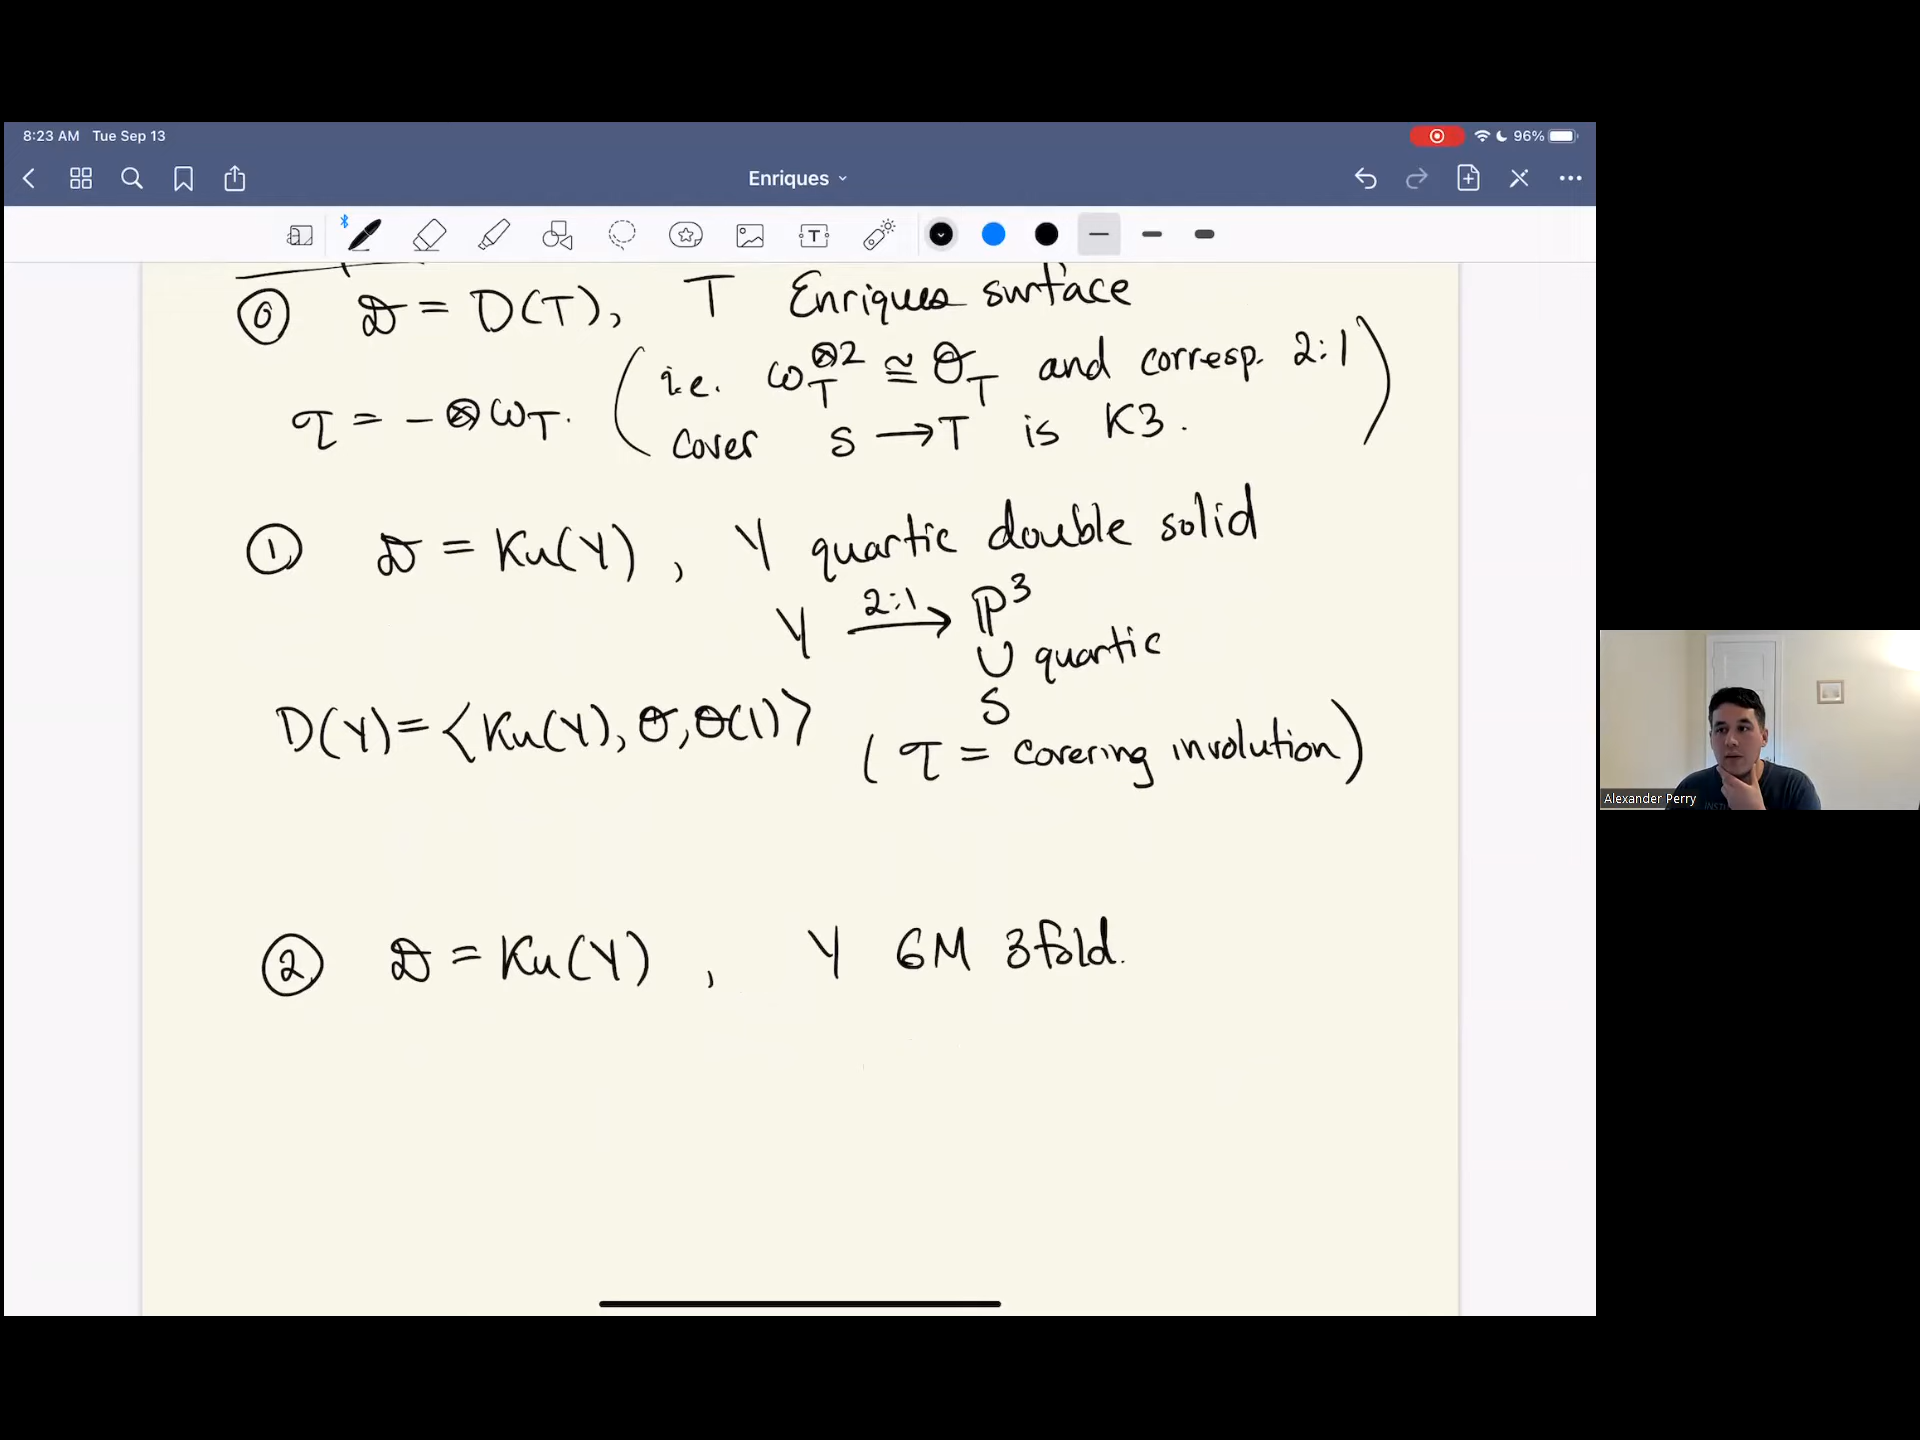 8:23 AM Tue Sep 13
96%
Enriques
T
⓪ 𝒟 = D(T), T Enriques surface
τ = - ⊗ ω_T. (i.e. ω_T^{⊗2} ≅ 𝒪_T and corresp. 2:1
cover S → T is K3.)
① 𝒟 = Ku(Y), Y quartic double solid
Y —2:1→ ℙ³
∪ quartic
S
D(Y) = ⟨Ku(Y), 𝒪, 𝒪(1)⟩
(τ = covering involution)
② 𝒟 = Ku(Y), Y GM 3fold.
Alexander Perry